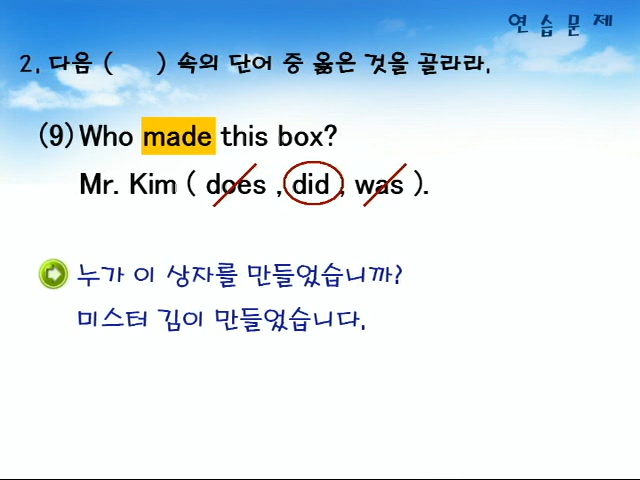 연습문제
2. 다음 (      ) 속의 단어 중 옳은 것을 골라라.
(9) Who made this box?
Mr. Kim ( does , did , was ).
누가 이 상자를 만들었습니까?
미스터 김이 만들었습니다.